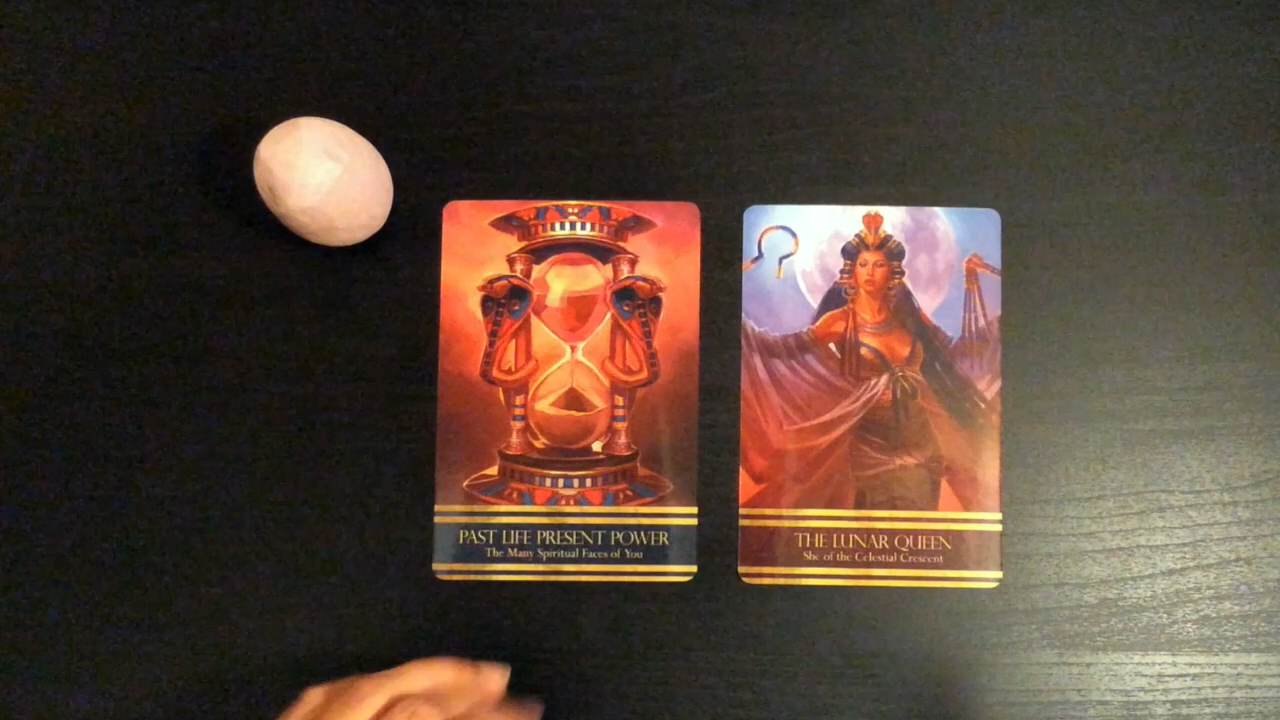 PAST LIFE PRESENT POWER
The Many Spiritual Faces of You
THE LUNAR QUEEN
She of the Celestial Crescent